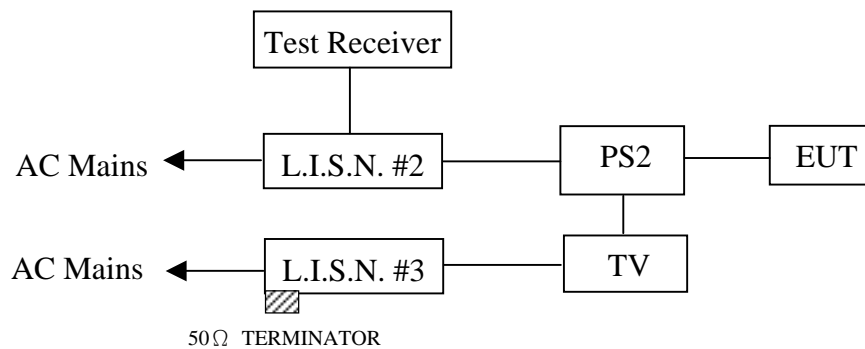 Test Receiver
AC Mains
L.I.S.N. #2
PS2
EUT
AC Mains
L.I.S.N. #3
TV
50Ω TERMINATOR